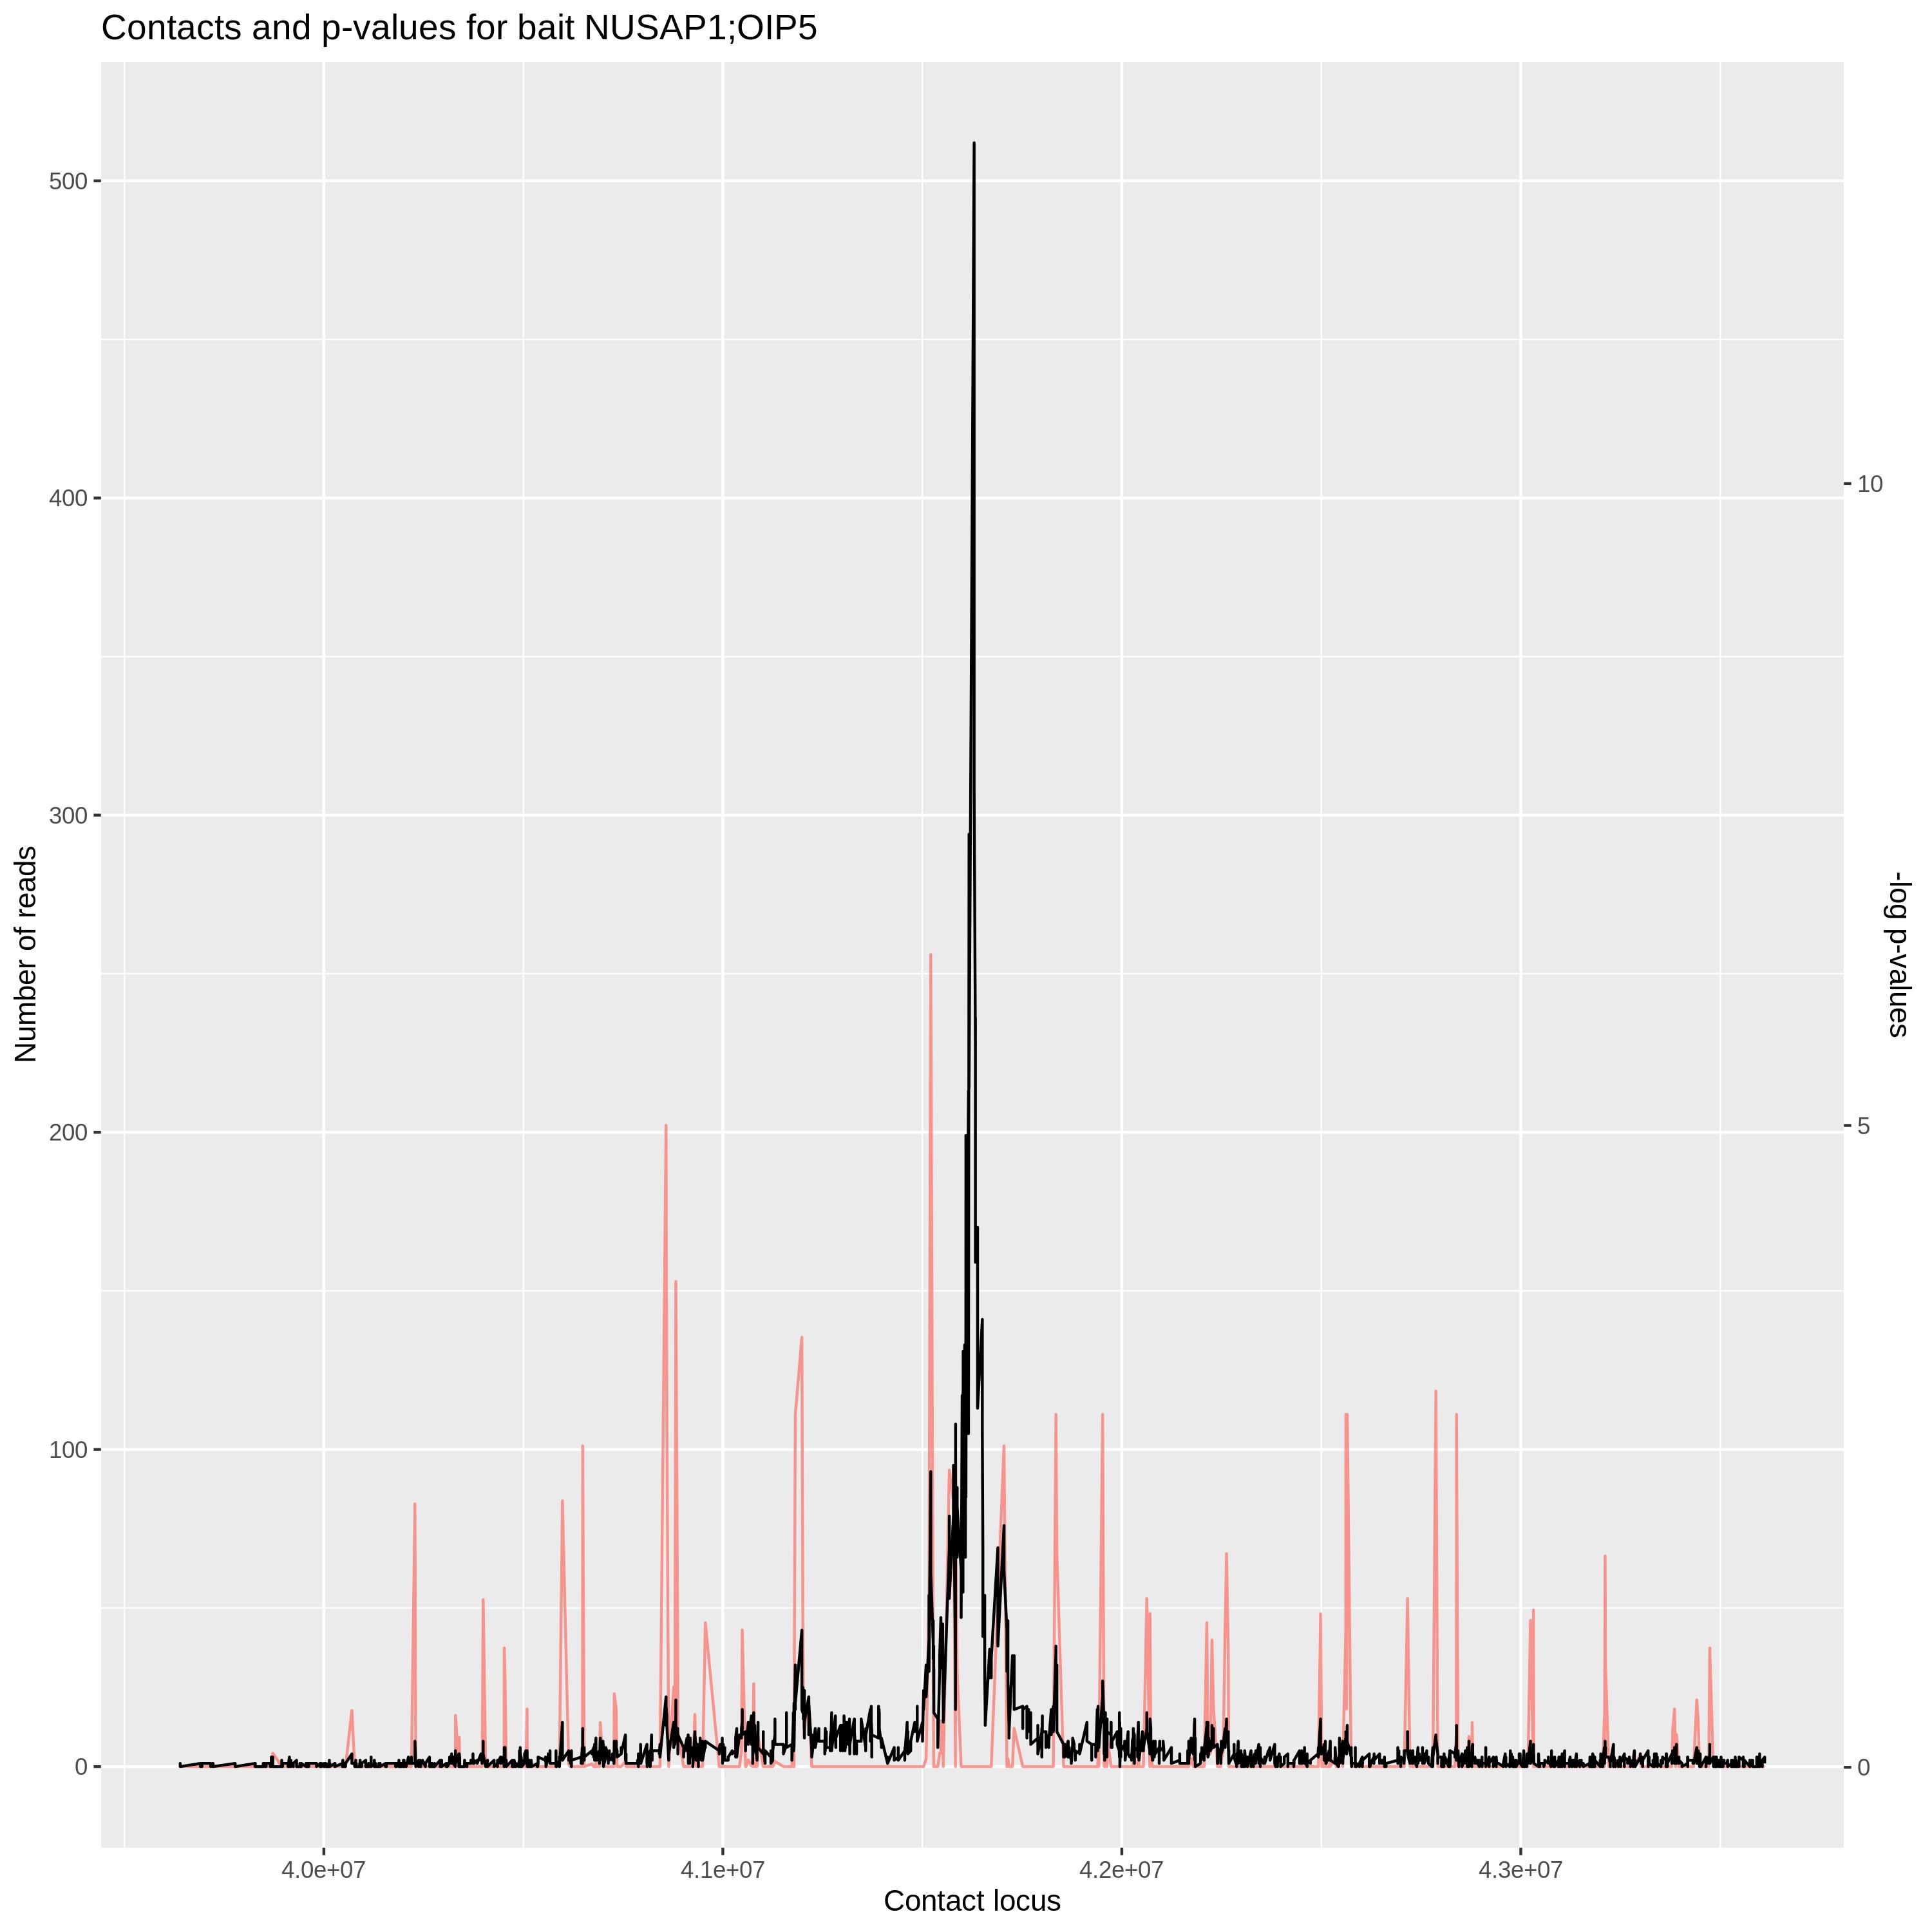 Contacts and p-values for bait NUSAP1;OIP5
500
400
300
200
100
0
Number of reads
10
5
0
-log p-values
4.0e+07
4.1e+07
4.2e+07
4.3e+07
Contact locus